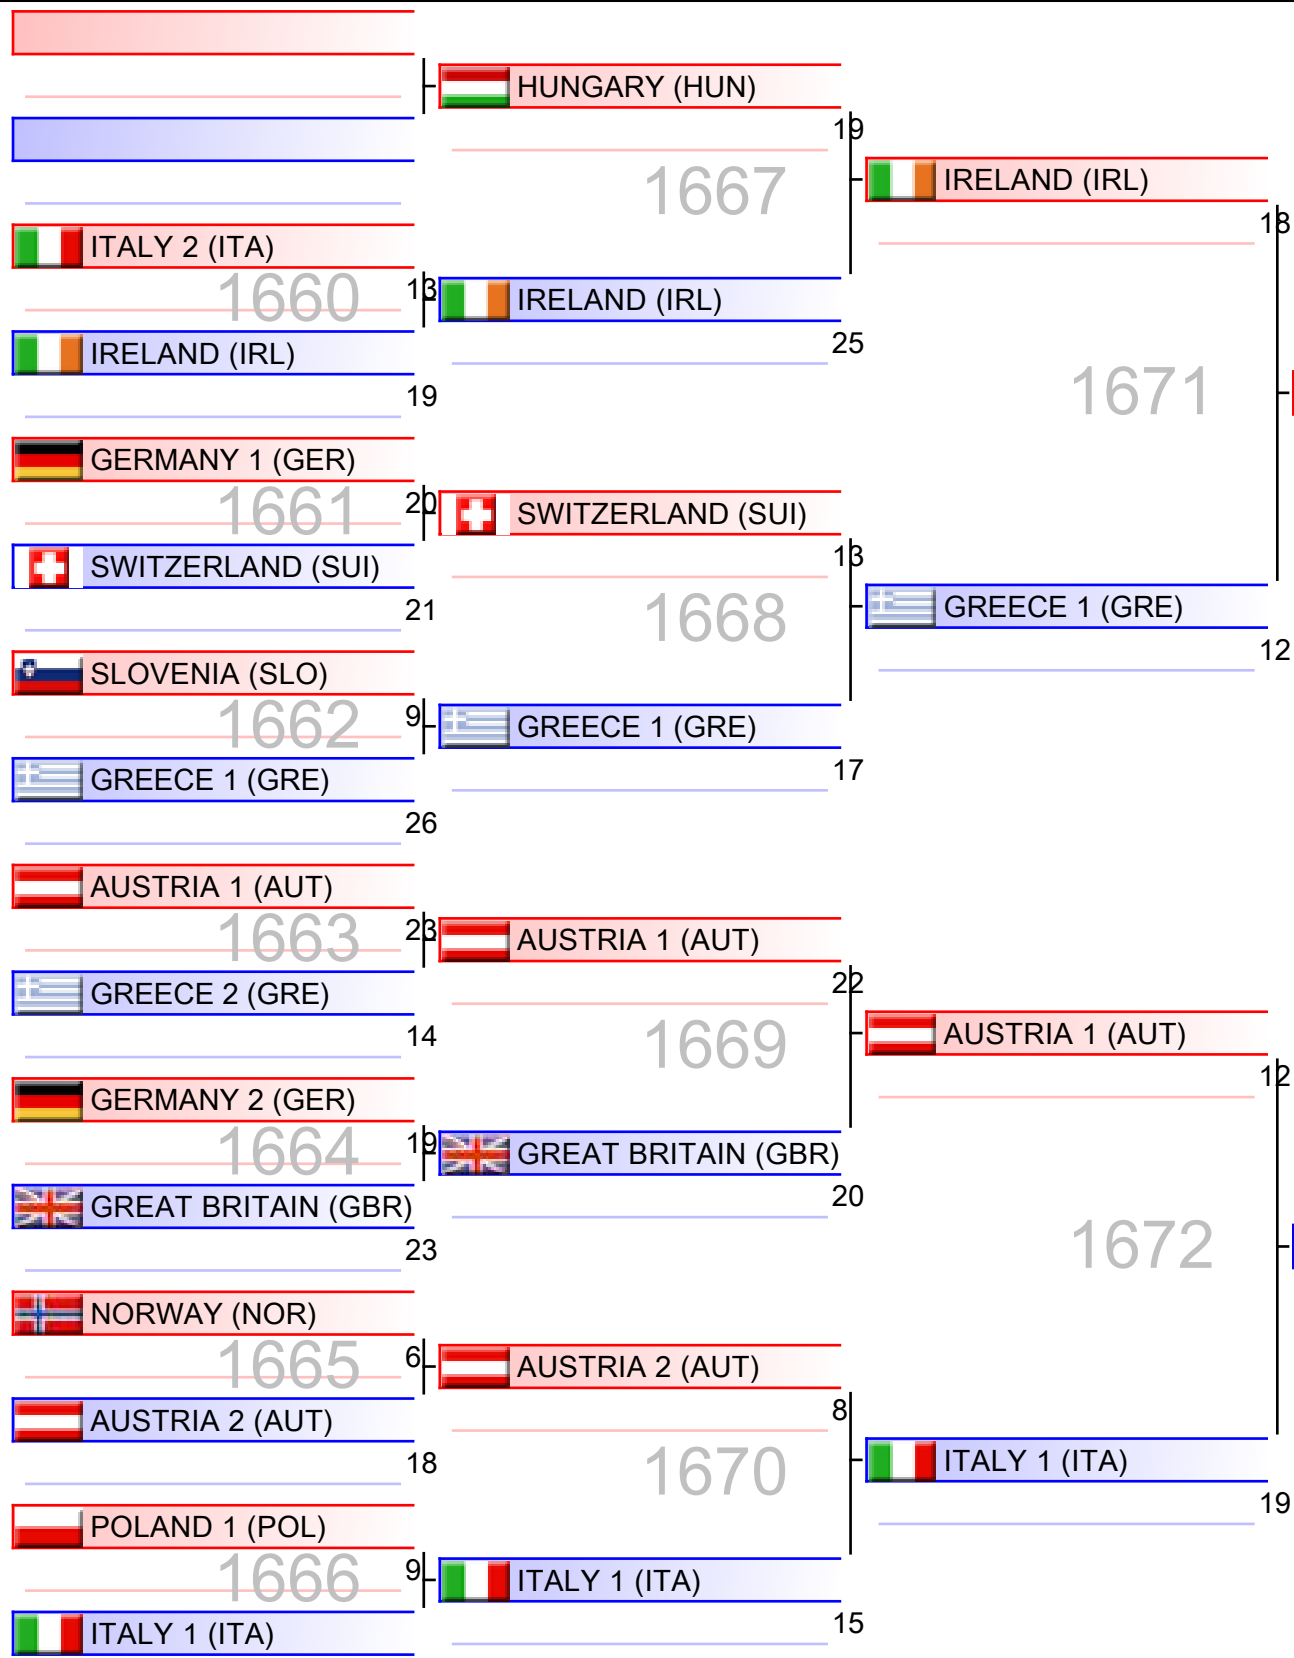 HUNGARY (HUN)
19
1667
IRELAND (IRL)
18
ITALY 2 (ITA)
1660
13
IRELAND (IRL)
IRELAND (IRL)
25
19
1671
GERMANY 1 (GER)
1661
20
SWITZERLAND (SUI)
13
SWITZERLAND (SUI)
21
1668
GREECE 1 (GRE)
12
SLOVENIA (SLO)
1662
9
GREECE 1 (GRE)
17
GREECE 1 (GRE)
26
AUSTRIA 1 (AUT)
1663
23
AUSTRIA 1 (AUT)
22
GREECE 2 (GRE)
14
1669
AUSTRIA 1 (AUT)
12
GERMANY 2 (GER)
1664
19
GREAT BRITAIN (GBR)
20
GREAT BRITAIN (GBR)
23
1672
NORWAY (NOR)
1665
6
AUSTRIA 2 (AUT)
8
AUSTRIA 2 (AUT)
18
1670
ITALY 1 (ITA)
19
POLAND 1 (POL)
1666
9
ITALY 1 (ITA)
15
ITALY 1 (ITA)